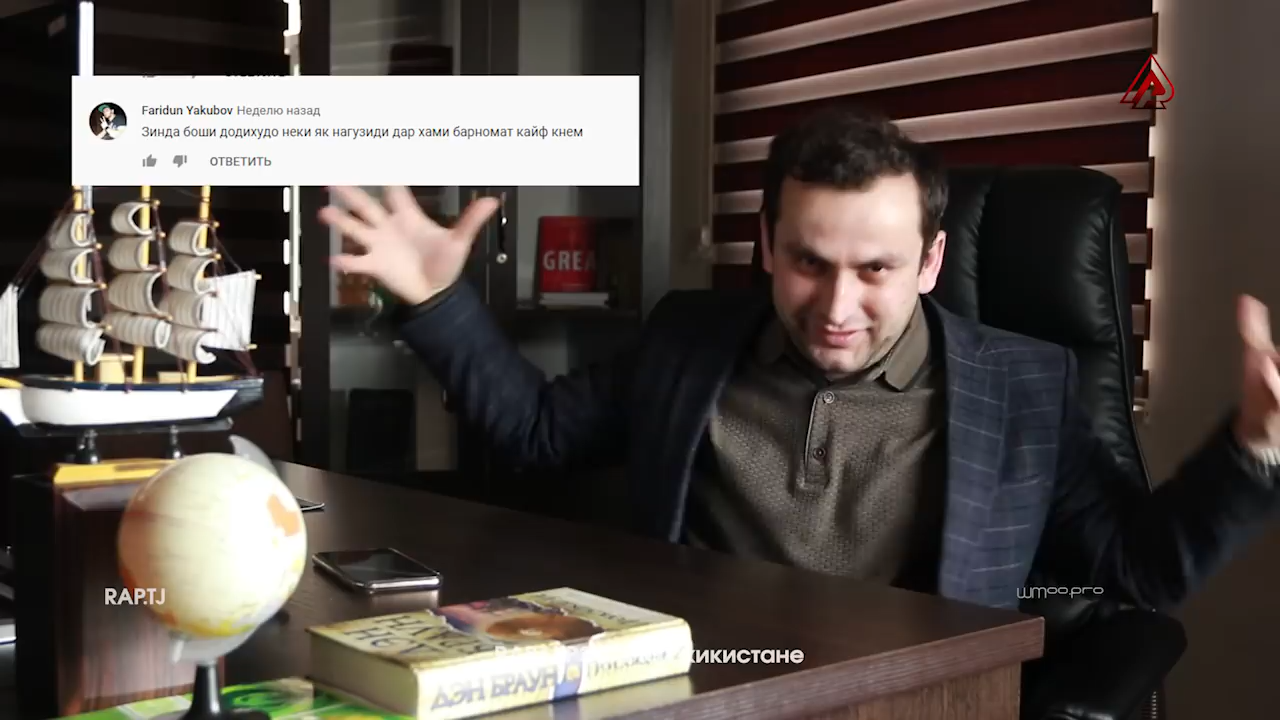 Faridun Yakubov Неделю назад
Зинда боши додихудо неки як нагузиди дар хами барномат кайф кнем
ОТВЕТИТЬ
GREA
RAP.TJ
wmoo.pro
ДЭН БРАУН